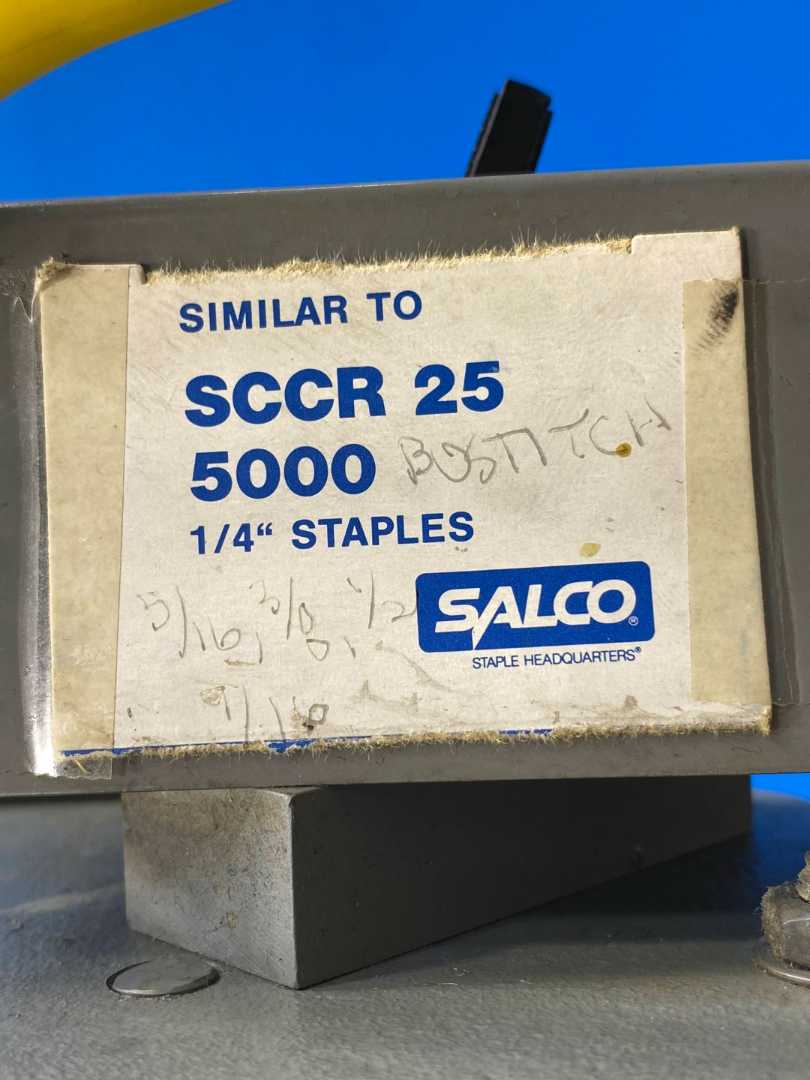 SIMILAR TO
SCCR 25
5000 BOSTITCH
1/4“ STAPLES
5/16, 3/8, 1/2
SALCO®
STAPLE HEADQUARTERS®